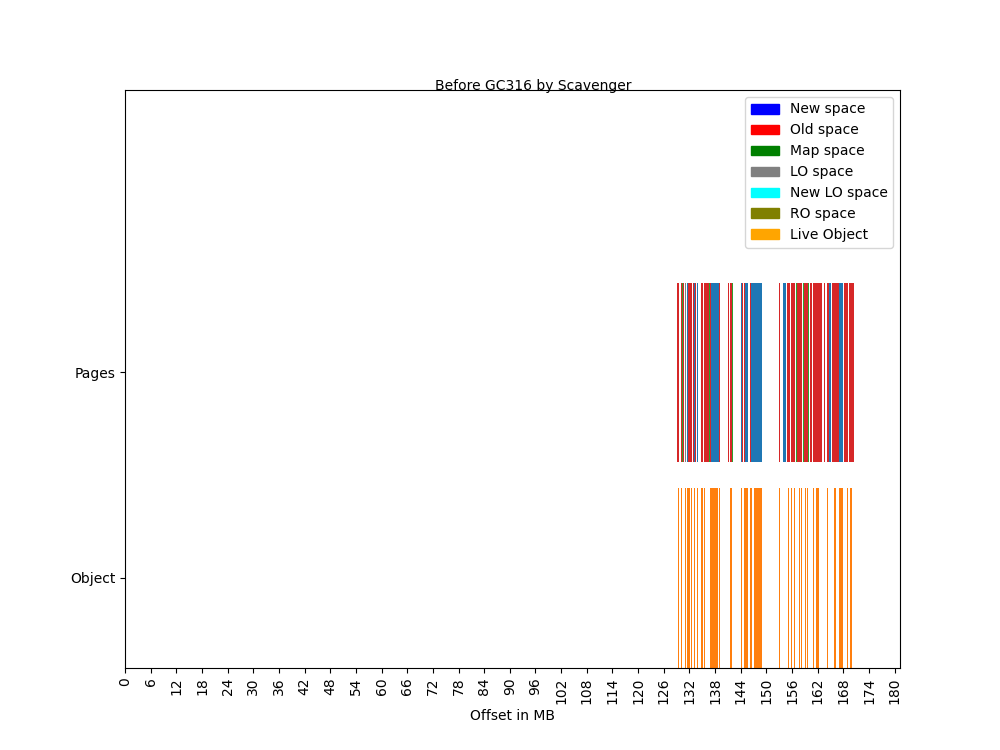 Before GC316 by Scavenger
New space
Old space
Map space
LO space
New LO space
RO space
Live Object
Pages
Object
0 6 12 18 24 30 36 42 48 54 60 66 72 78 84 90 96 102 108 114 120 126 132 138 144 150 156 162 168 174 180
Offset in MB